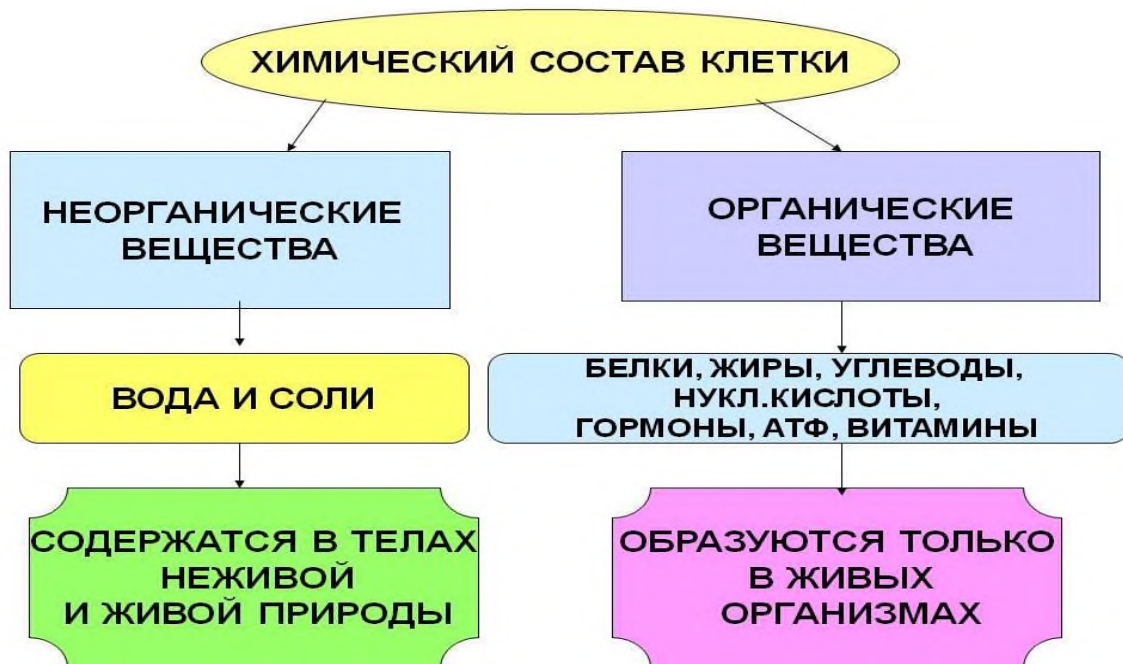 ХИМИЧЕСКИЙ СОСТАВ КЛЕТКИ
НЕОРГАНИЧЕСКИЕ
ВЕЩЕСТВА
ОРГАНИЧЕСКИЕ
ВЕЩЕСТВА
ВОДА И СОЛИ
БЕЛКИ, ЖИРЫ, УГЛЕВОДЫ,
НУКЛ.КИСЛОТЫ,
ГОРМОНЫ, АТФ, ВИТАМИНЫ
СОДЕРЖАТСЯ В ТЕЛАХ
НЕЖИВОЙ
И ЖИВОЙ ПРИРОДЫ
ОБРАЗУЮТСЯ ТОЛЬКО
В ЖИВЫХ
ОРГАНИЗМАХ